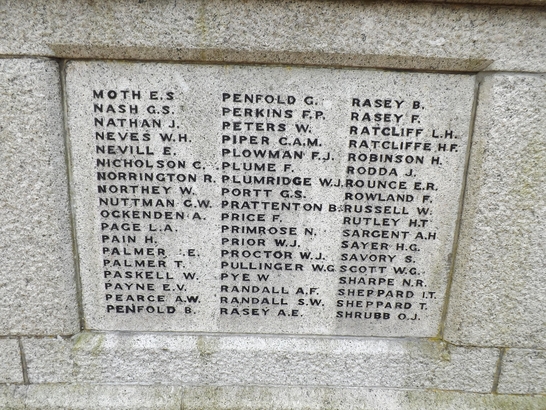 MOTH E.S
NASH G.S.
NATHAN J.
NEVES W.H.
NEVILL E.
NICHOLSON C.
NORRINGTON R.
NORTHEY W.
NUTTMAN G.W.
OCKENDEN A.
PAGE L.A.
PAIN H.
PALMER .E.
PALMER T.
PASKELL W.
PAYNE E.V.
PEARCE A.W.
PENFOLD B.
PENFOLD G.
PERKINS F.P.
PETERS W.
PIPER C.A.M.
PLOWMAN F.J.
PLUME F.
PLUMRIDGE W.J.
PORTT G.S.
PRATTENTON B.
PRICE F.
PRIMROSE N.
PRIOR W.J.
PROCTOR W.J.
PULLINGER W.G.
PYE W
RANDALL A.F.
RANDALL S.W.
RASEY A.E.
RASEY B.
RASEY F.
RATCLIFF L.H.
RATCLIFFE H.F.
ROBINSON H.
RODDA J.
ROUNCE E.R.
ROWLAND F.
RUSSELL W.
RUTLEY H.T
SARGENT A.H
SAYER H.G.
SAVORY S.
SCOTT W.G.
SHARPE N.R.
SHEPPARD I.T.
SHEPPARD T.
SHRUBB O.J.